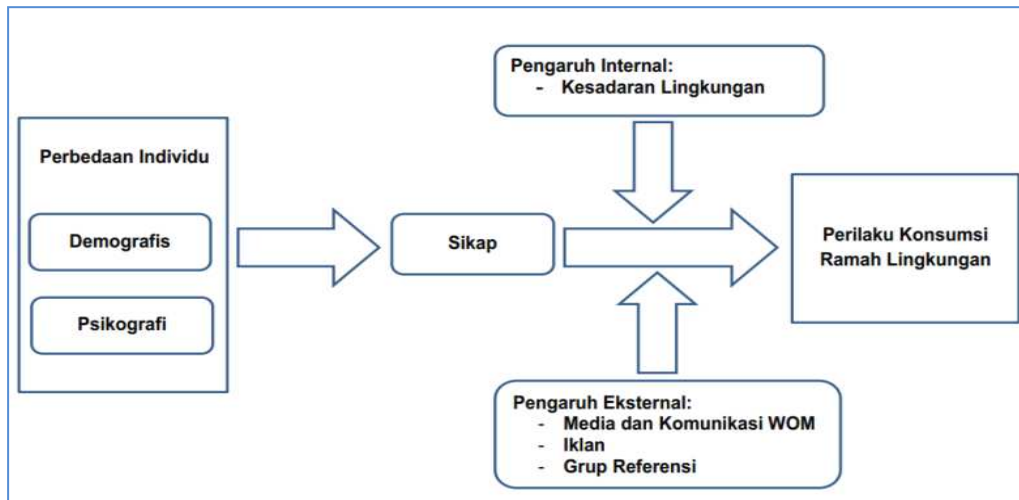 Pengaruh Internal:
- Kesadaran Lingkungan
Perbedaan Individu
Demografis
Psikografi
Sikap
Perilaku Konsumsi
Ramah Lingkungan
Pengaruh Eksternal:
- Media dan Komunikasi WOM
- Iklan
- Grup Referensi